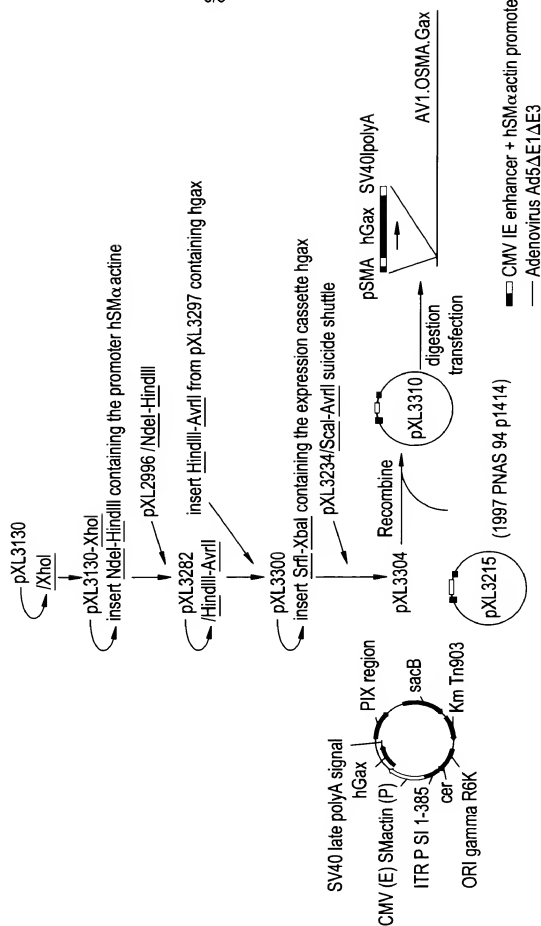 pXL3130
/XhoI
pXL3130-XhoI
insert NdeI-HindIII containing the promoter hSMαactine
pXL2996 /NdeI-HindIII
pXL3282
/HindIII-AvrII
insert HindIII-AvrII from pXL3297 containing hgax
pXL3300
insert SrfI-XbaI containing the expression cassette hgax
pXL3234/ScaI-AvrII suicide shuttle
pXL3304
Recombine
pXL3310
digestion
transfection
pSMA hGax SV40lpolyA
AV1.OSMA.Gax
pXL3215
(1997 PNAS 94 p1414)
CMV IE enhancer + hSMαactin promote
Adenovirus Ad5ΔE1ΔE3
SV40 late polyA signal
hGax
PIX region
CMV (E) SMactin (P)
sacB
ITR P SI 1-385
cer
Km Tn903
ORI gamma R6K